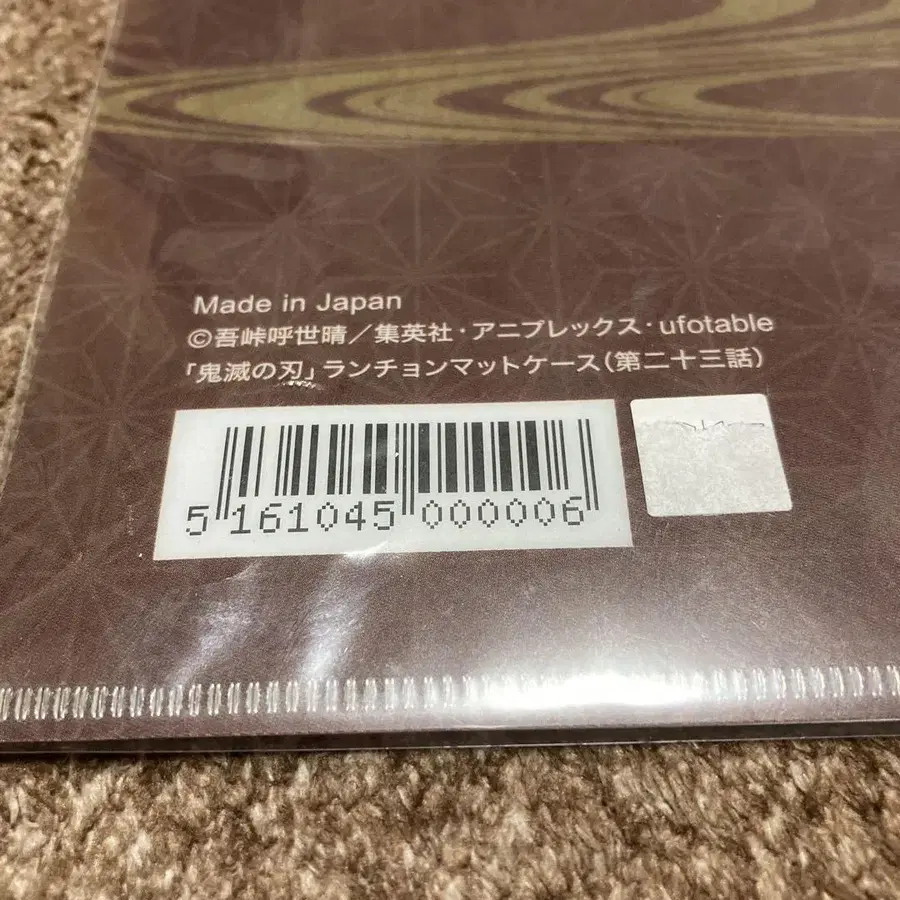 Made in Japan
©吾峠呼世晴／集英社・アニプレックス・ufotable
「鬼滅の刃」ランチョンマットケース(第二十三話)
5 161045 000006